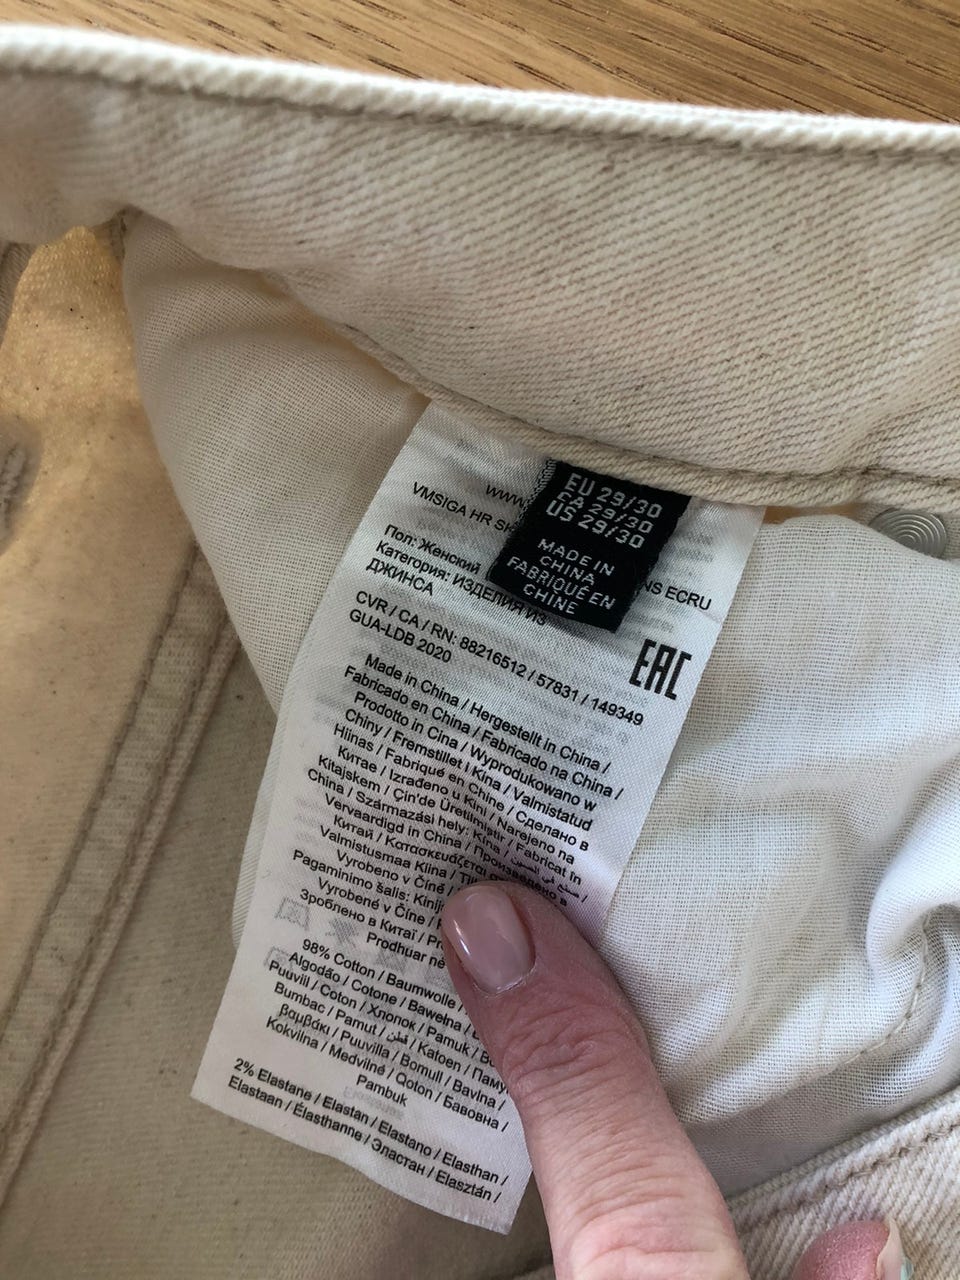 EU 29/30
CA 29/30
US 29/30
MADE IN
CHINA
FABRIQUÉ EN
CHINE
www.
VMSIGA HR SK
NS ECRU
Пол: Женский
Категория: ИЗДЕЛИЯ ИЗ
ДЖИНСА
EAC
CVR / CA / RN: 88216512 / 57831 / 149349
GUA-LDB 2020
Made in China / Hergestellt in China /
Fabricado en China / Fabricado na China /
Prodotto in Cina / Wyprodukowano w
Chiny / Fremstillet i Kina / Valmistatud
Hiinas / Fabriqué en Chine / Сделано в
Китае / Izrađeno u Kini / Narejeno na
Kitajskem / Çin'de Üretilmiştir / Fabricat în
China / Származási hely: Kína / صنع في الصين /
Vervaardigd in China / Произведено в
Китай / Κατασκευάζεται
Valmistusmaa Kiina /
Vyrobeno v Číně /
Pagaminimo šalis:
Vyrobené v Číne /
Зроблено в Китаї /
Prodhuar në
98% Cotton / Baumwolle /
Algodão / Cotone / Bawełna /
Puuvill / Coton / Хлопок / Pamuk /
Bumbac / Pamut / قطن / Katoen /
βαμβάκι / Puuvilla / Bomull / Bavlna /
Kokvilna / Medvilnė / Qoton / Бавовна /
Pambuk
2% Elastane / Elastan / Elastano / Elasthan /
Elastaan / Élasthanne / Эластан / Elasztán /